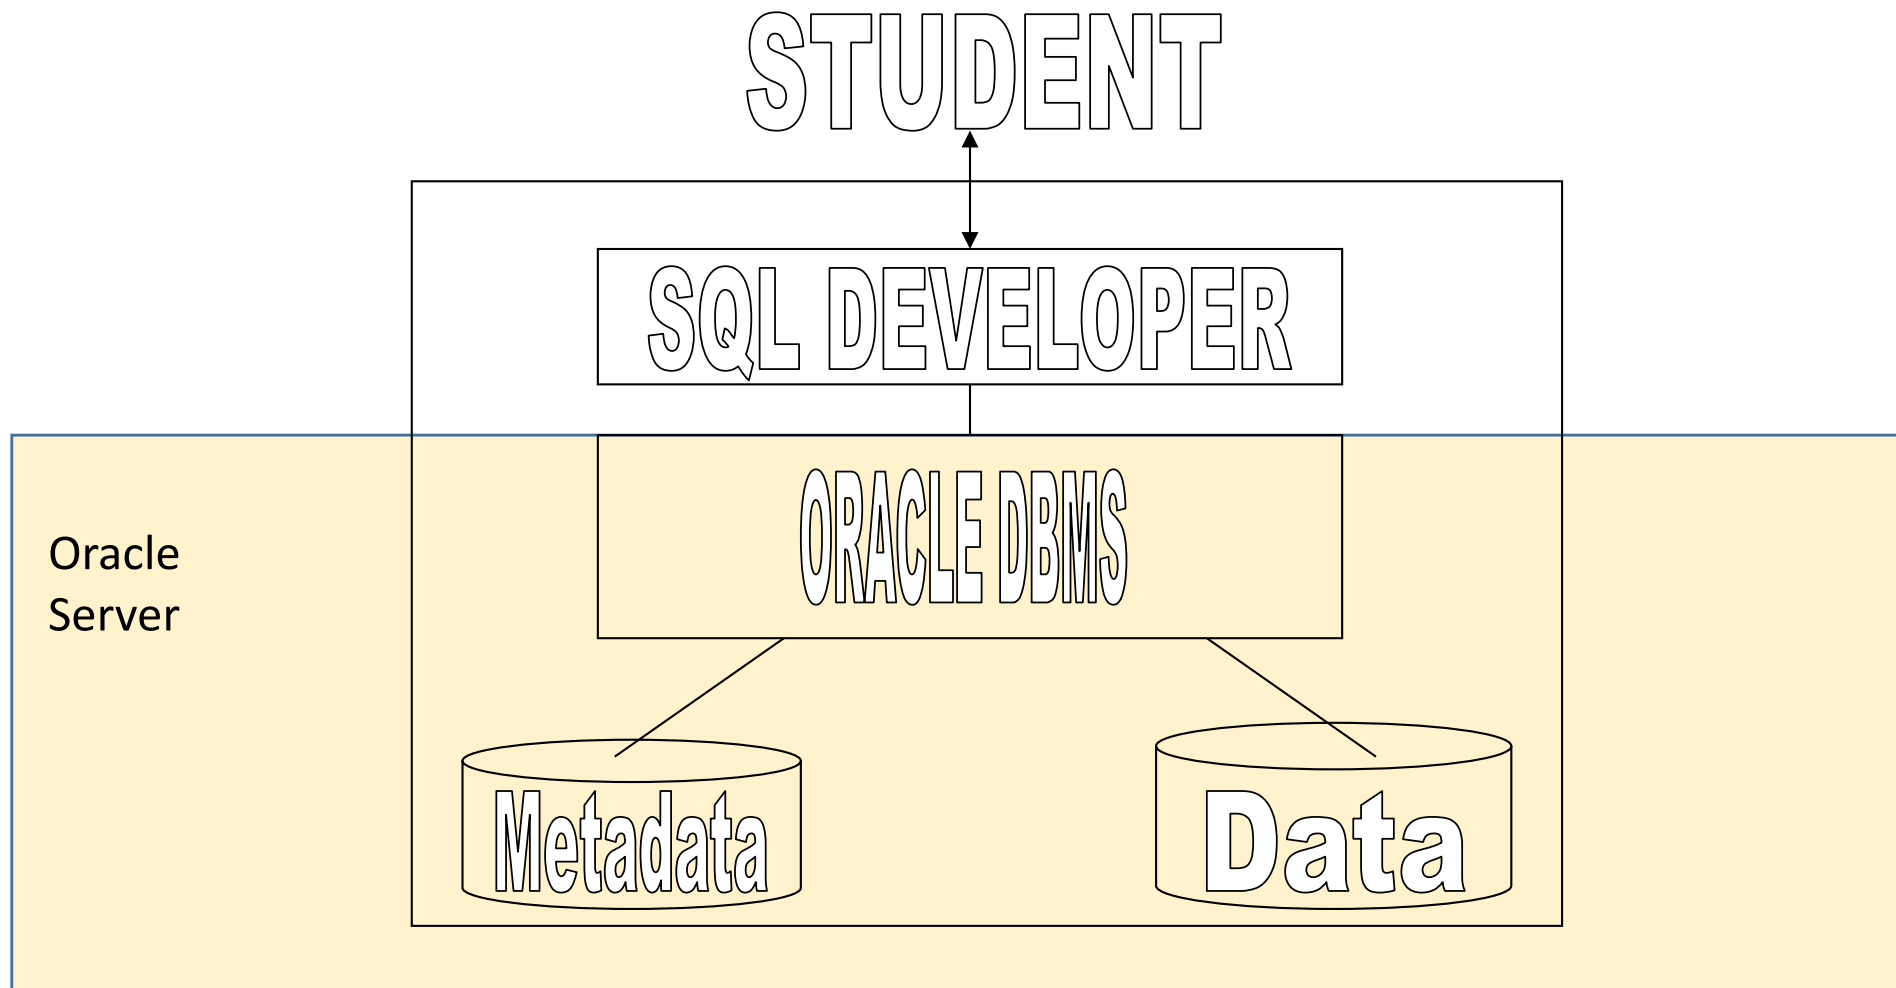 STUDENT
SQL DEVELOPER
ORACLE DBMS
Oracle
Server
Metadata
Data